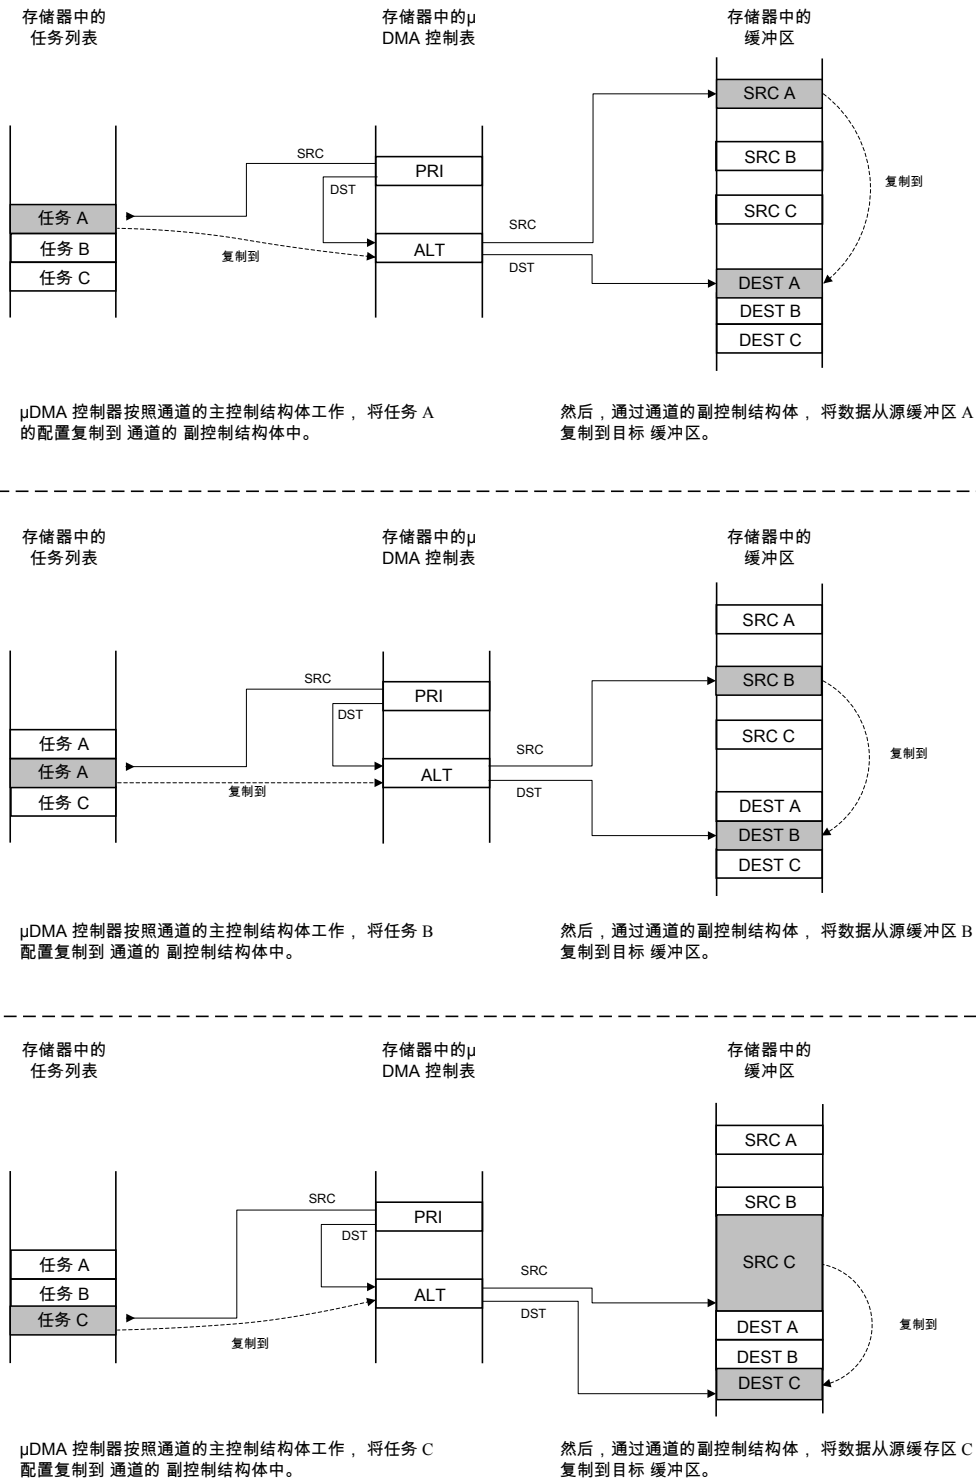 存储器中的
任务列表
存储器中的μ
DMA 控制表
存储器中的
缓冲区
SRC A
SRC
PRI
SRC B
DST
复制到
任务 A
SRC C
SRC
任务 B
复制到
ALT
任务 C
DST
DEST A
DEST B
DEST C
μDMA 控制器按照通道的主控制结构体工作， 将任务 A
的配置复制到 通道的 副控制结构体中。
然后，通过通道的副控制结构体， 将数据从源缓冲区 A
复制到目标 缓冲区。
存储器中的
任务列表
存储器中的μ
DMA 控制表
存储器中的
缓冲区
SRC A
SRC
PRI
SRC B
DST
任务 A
SRC C
SRC
复制到
任务 A
ALT
复制到
DST
任务 C
DEST A
DEST B
DEST C
μDMA 控制器按照通道的主控制结构体工作， 将任务 B
配置复制到 通道的 副控制结构体中。
然后，通过通道的副控制结构体， 将数据从源缓冲区 B
复制到目标 缓冲区。
存储器中的
任务列表
存储器中的μ
DMA 控制表
存储器中的
缓冲区
SRC A
SRC
SRC B
PRI
DST
任务 A
SRC C
SRC
任务 B
ALT
DST
任务 C
复制到
DEST A
复制到
DEST B
DEST C
μDMA 控制器按照通道的主控制结构体工作， 将任务 C
配置复制到 通道的 副控制结构体中。
然后，通过通道的副控制结构体， 将数据从源缓存区 C
复制到目标 缓冲区。